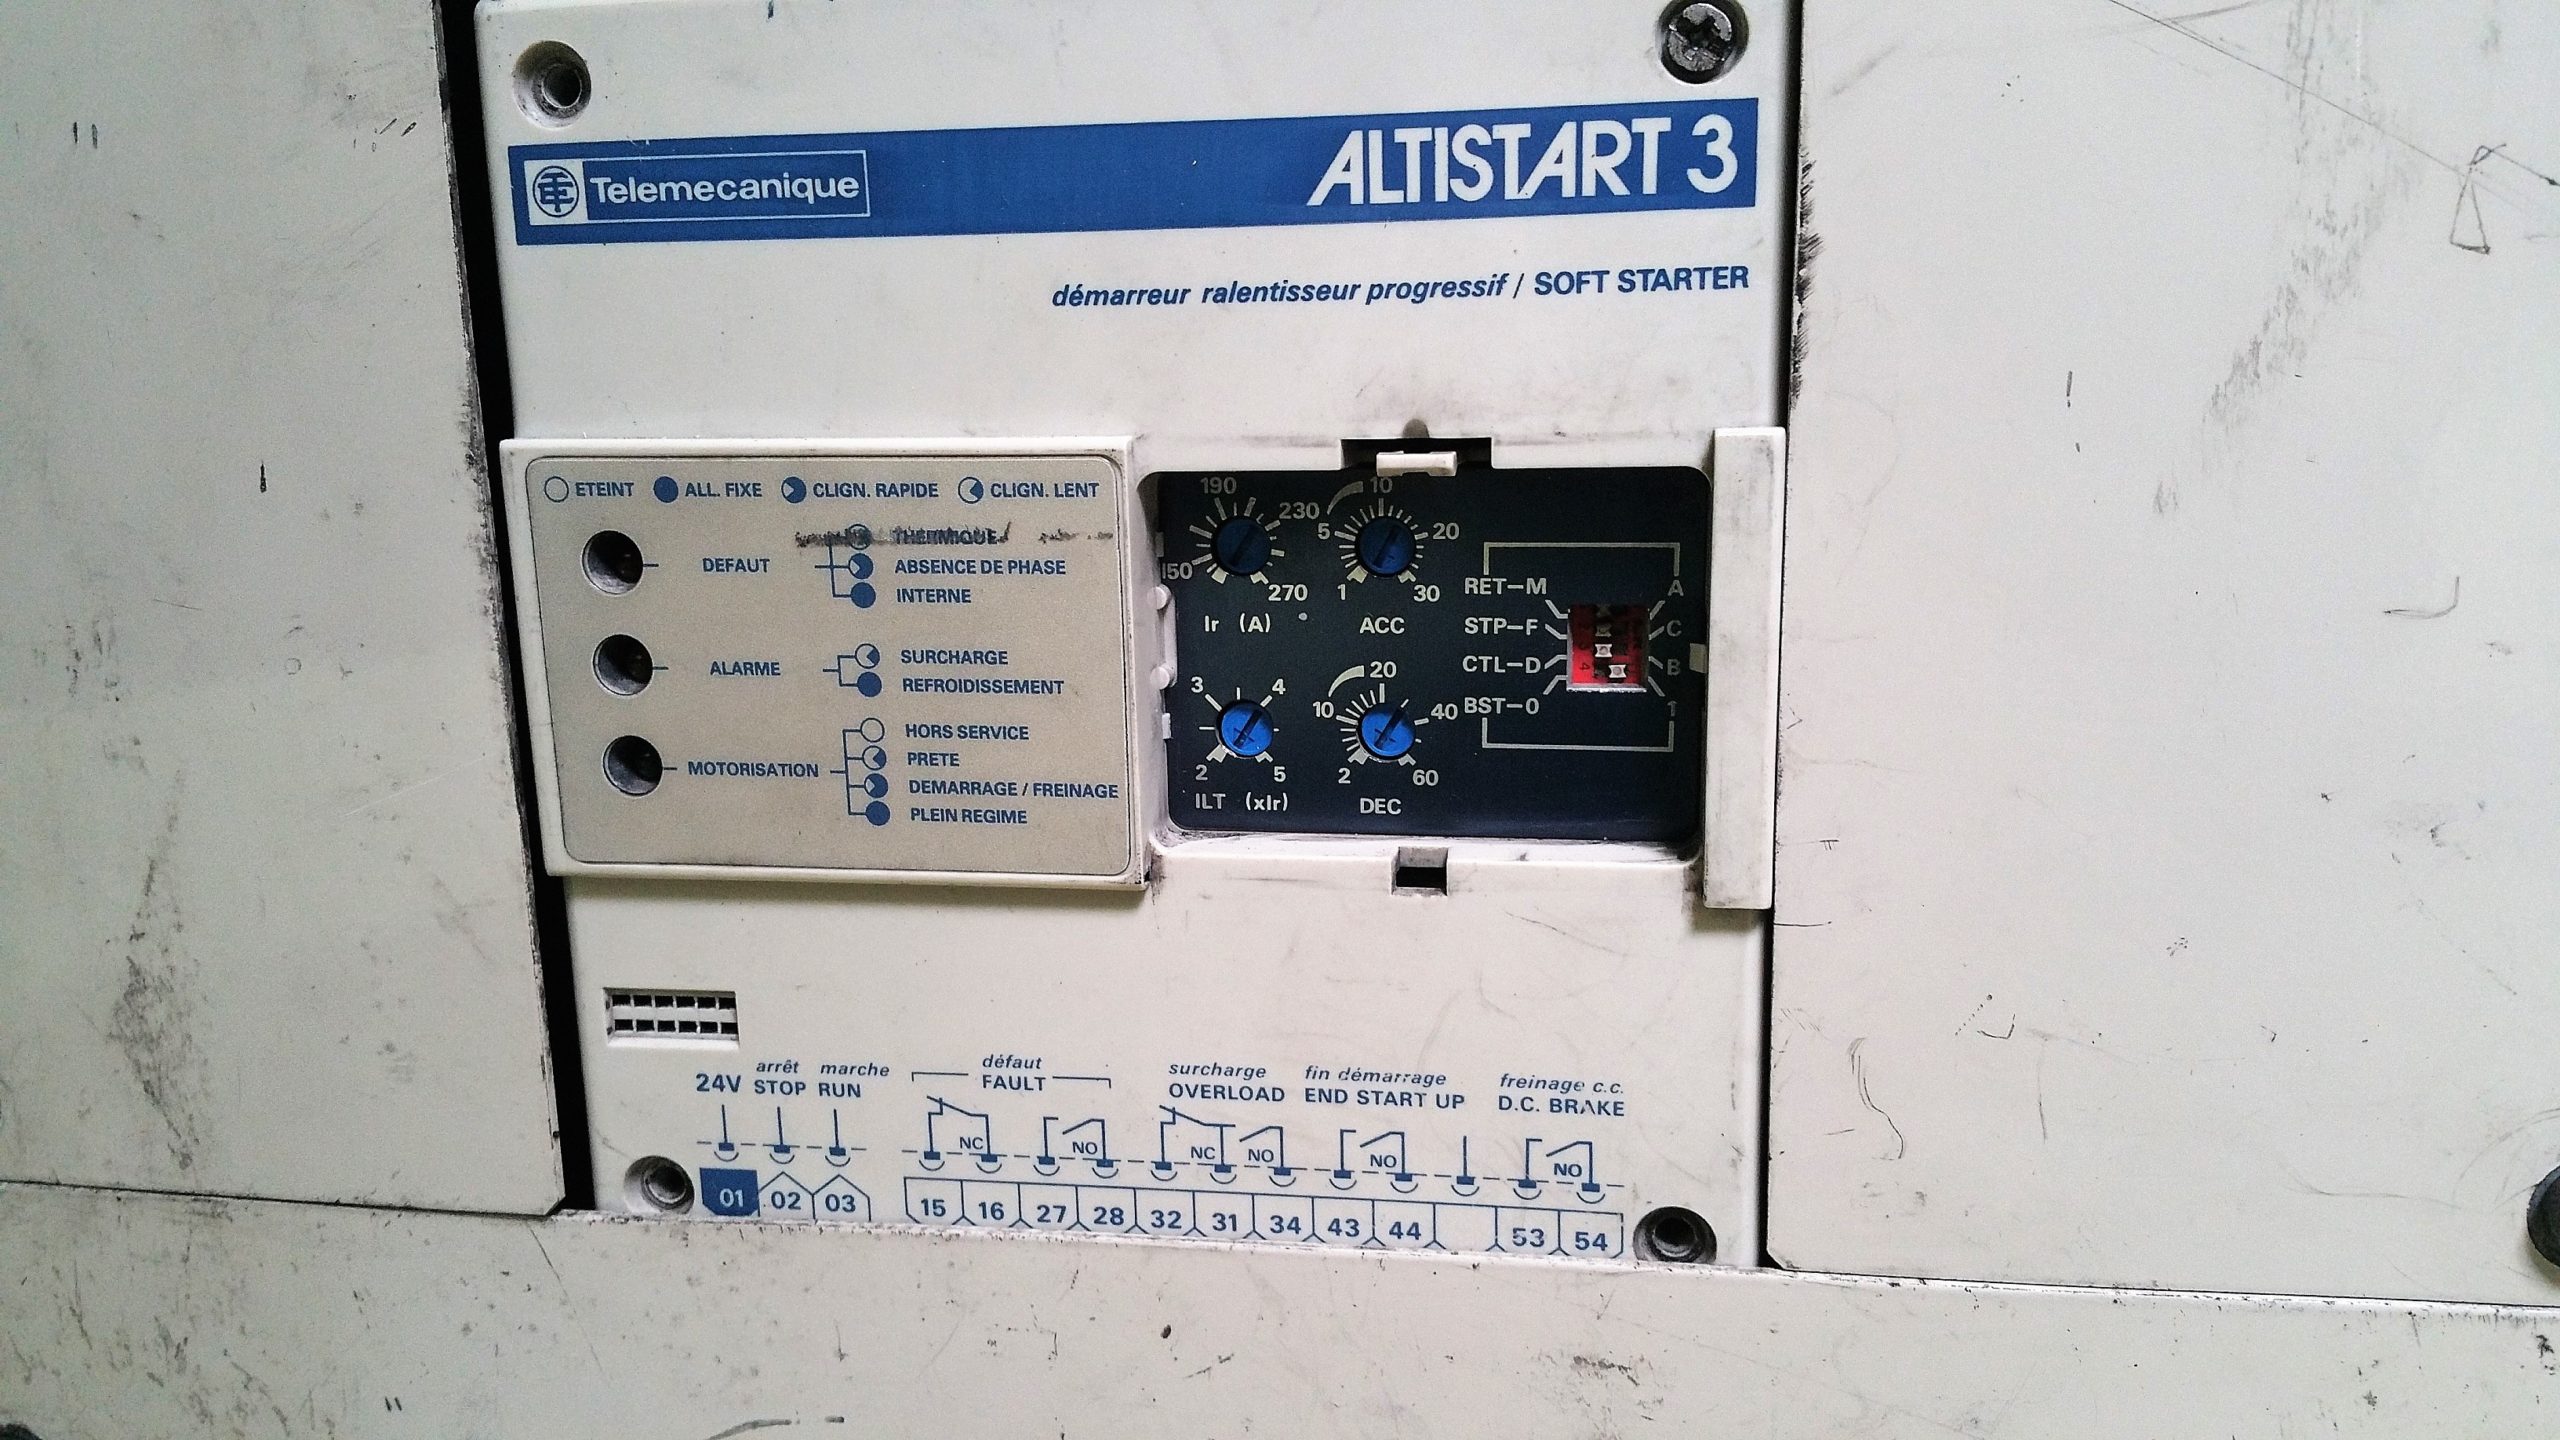 Telemecanique
ALTISTART 3
démarreur ralentisseur progressif / SOFT STARTER
ETEINT ALL. FIXE CLIGN. RAPIDE CLIGN. LENT
DEFAUT
THERMIQUE
ABSENCE DE PHASE
INTERNE
ALARME
SURCHARGE
REFROIDISSEMENT
MOTORISATION
HORS SERVICE
PRETE
DEMARRAGE / FREINAGE
PLEIN REGIME
150 190 230 270
Ir (A)
1 5 10 20 30
ACC
2 3 4 5
ILT (xIr)
2 10 20 40 60
DEC
RET-M A
STP-F C
CTL-D B
BST-0 1
24V
arrêt
STOP
marche
RUN
défaut
FAULT
surcharge
OVERLOAD
fin démarrage
END START UP
freinage c.c.
D.C. BRAKE
NC NO NC NO NO NO
01 02 03 15 16 27 28 32 31 34 43 44 53 54